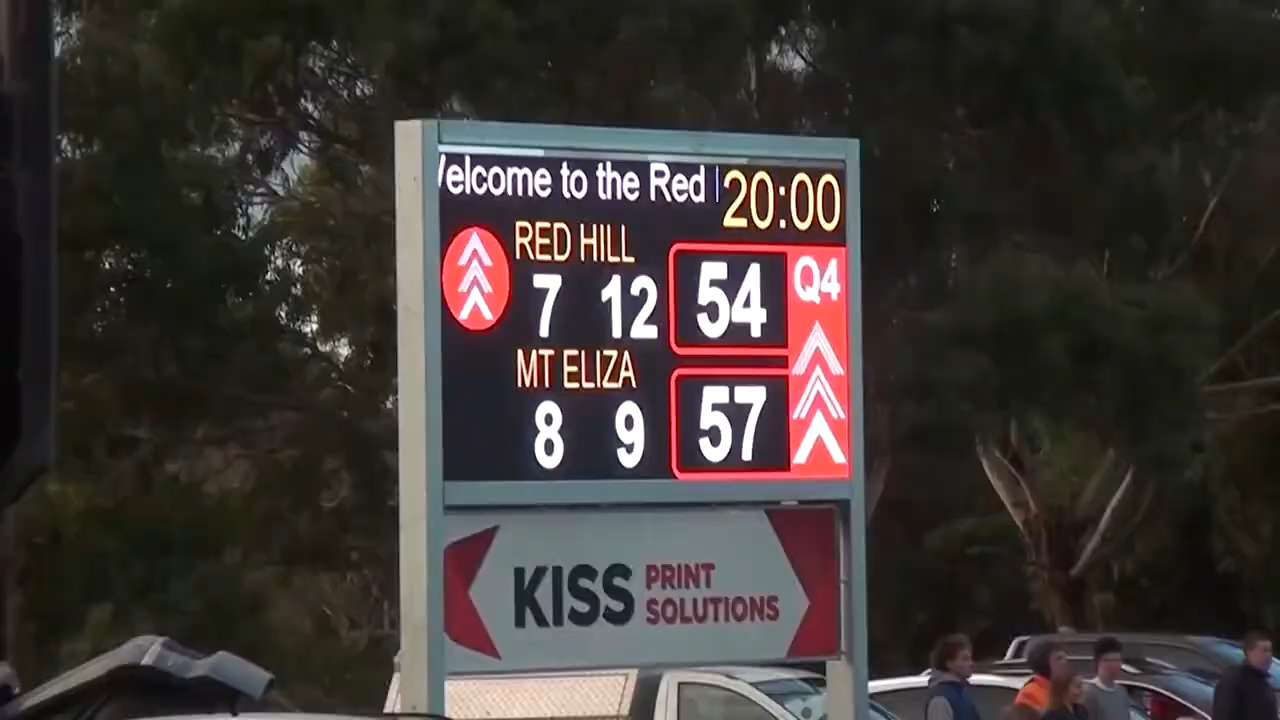 Welcome to the Red
20:00
RED HILL
7 12 54
Q4
MT ELIZA
8 9 57
KISS PRINT
SOLUTIONS